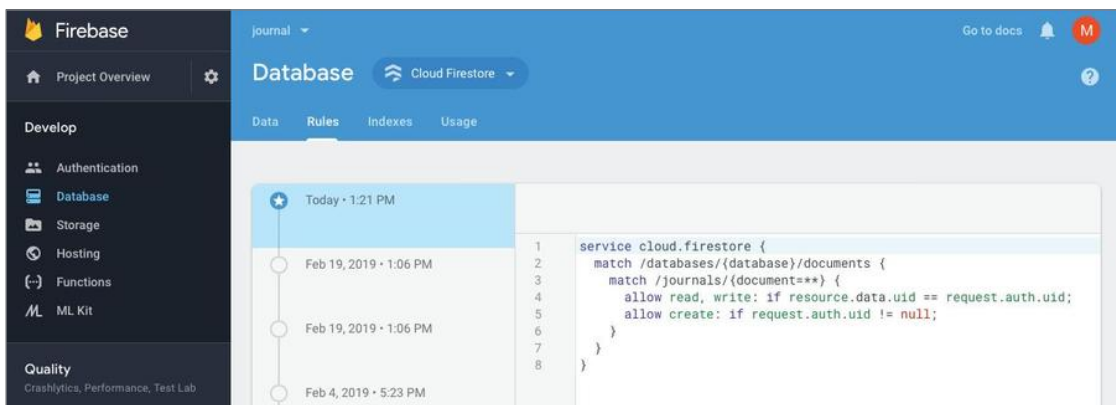 Firebase
Project Overview
Develop
Authentication
Database
Storage
Hosting
Functions
ML Kit
Quality
Crashlytics, Performance, Test Lab
journal
Go to docs
M
Database
Cloud Firestore
?
Data Rules Indexes Usage
Today • 1:21 PM
Feb 19, 2019 • 1:06 PM
Feb 19, 2019 • 1:06 PM
Feb 4, 2019 • 5:23 PM
1 service cloud.firestore {
2 match /databases/{database}/documents {
3 match /journals/{document=**} {
4 allow read, write: if resource.data.uid == request.auth.uid;
5 allow create: if request.auth.uid != null;
6 }
7 }
8 }